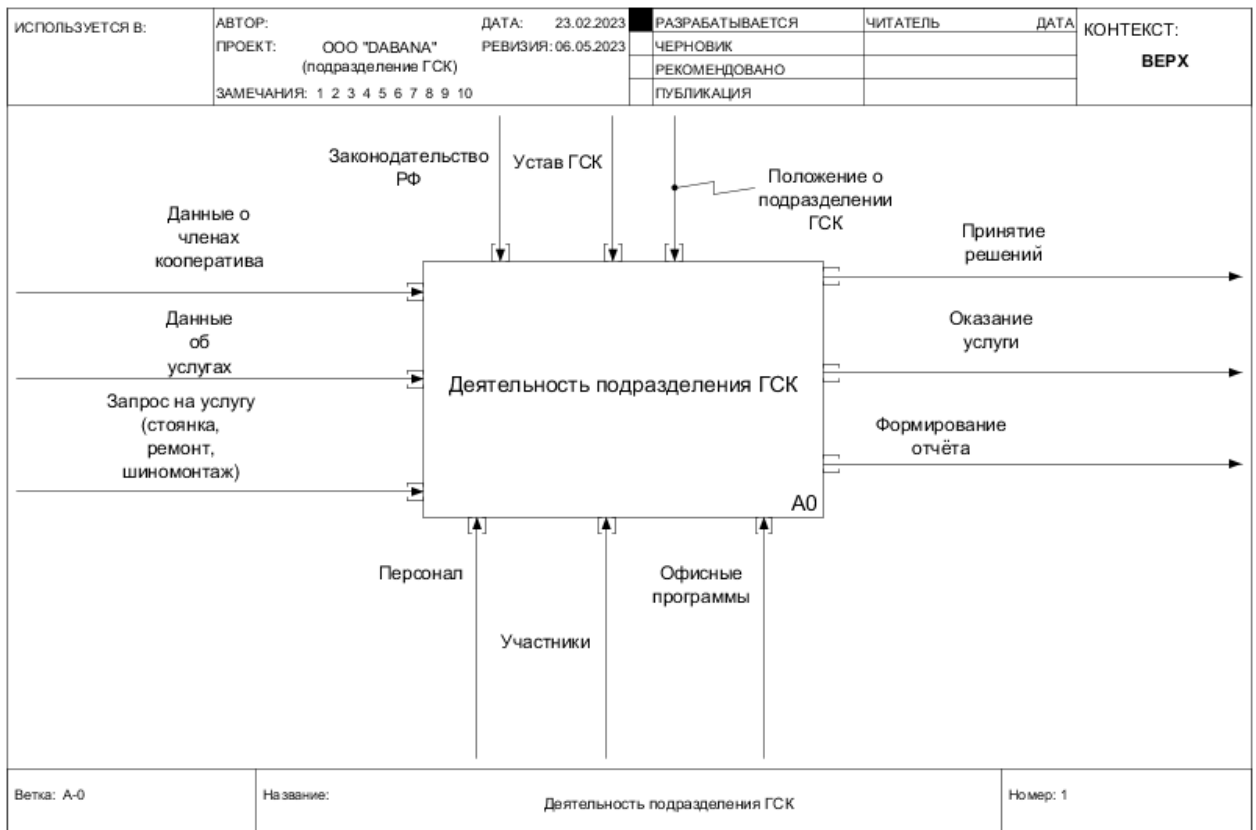 ИСПОЛЬЗУЕТСЯ В:
АВТОР:
ДАТА: 23.02.2023
ПРОЕКТ: ООО "DABANA"
(подразделение ГСК)
РЕВИЗИЯ: 06.05.2023
ЗАМЕЧАНИЯ: 1 2 3 4 5 6 7 8 9 10
РАЗРАБАТЫВАЕТСЯ
ЧЕРНОВИК
РЕКОМЕНДОВАНО
ПУБЛИКАЦИЯ
ЧИТАТЕЛЬ
ДАТА
КОНТЕКСТ:
ВЕРХ
Законодательство
РФ
Устав ГСК
Положение о
подразделении
ГСК
Данные о
членах
кооператива
Данные
об
услугах
Запрос на услугу
(стоянка,
ремонт,
шиномонтаж)
Деятельность подразделения ГСК
A0
Принятие
решений
Оказание
услуги
Формирование
отчёта
Персонал
Участники
Офисные
программы
Ветка: A-0
Название:
Деятельность подразделения ГСК
Номер: 1